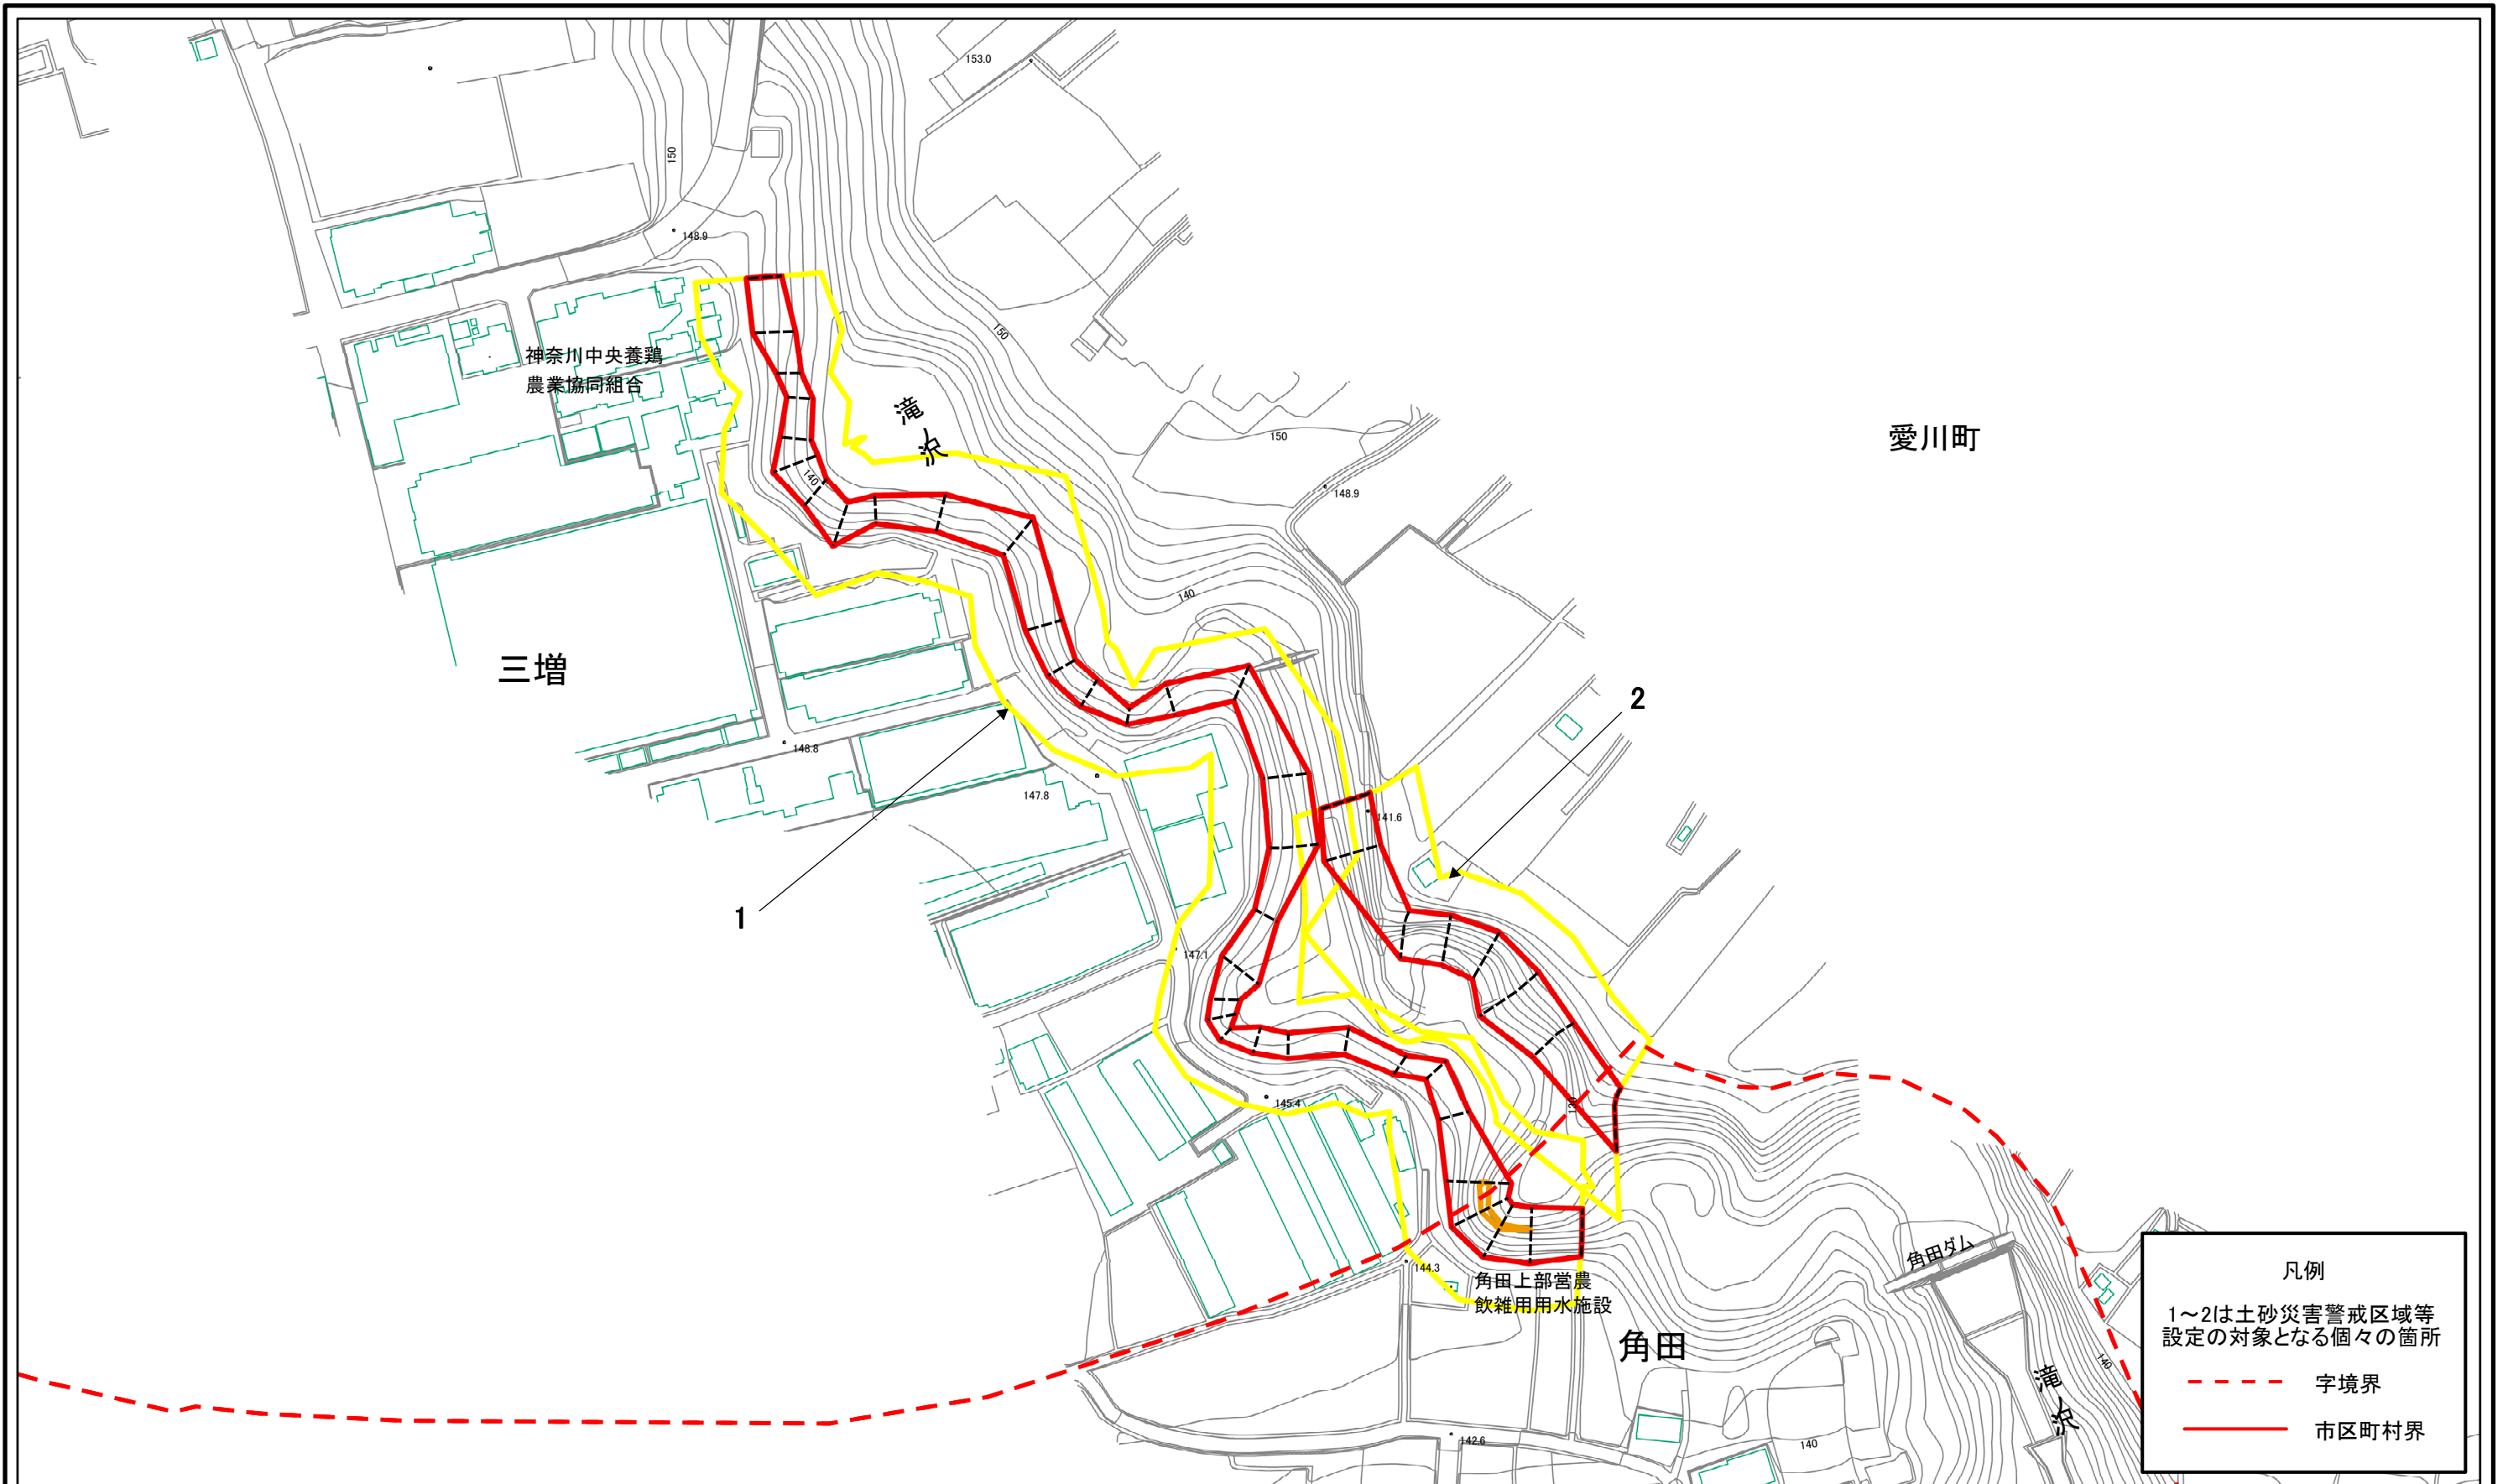 153.0
150
148.9
神奈川中央養鶏
農業協同組合
150
滝ノ沢
愛川町
150
148.9
140
140
三増
2
148.8
147.8
141.6
1
147.1
145.4
130
144.3
角田上部営農
飲雑用用水施設
角田
角田ダム
滝ノ沢
140
142.6
140
凡例
1～2は土砂災害警戒区域等
設定の対象となる個々の箇所
字境界
市区町村界